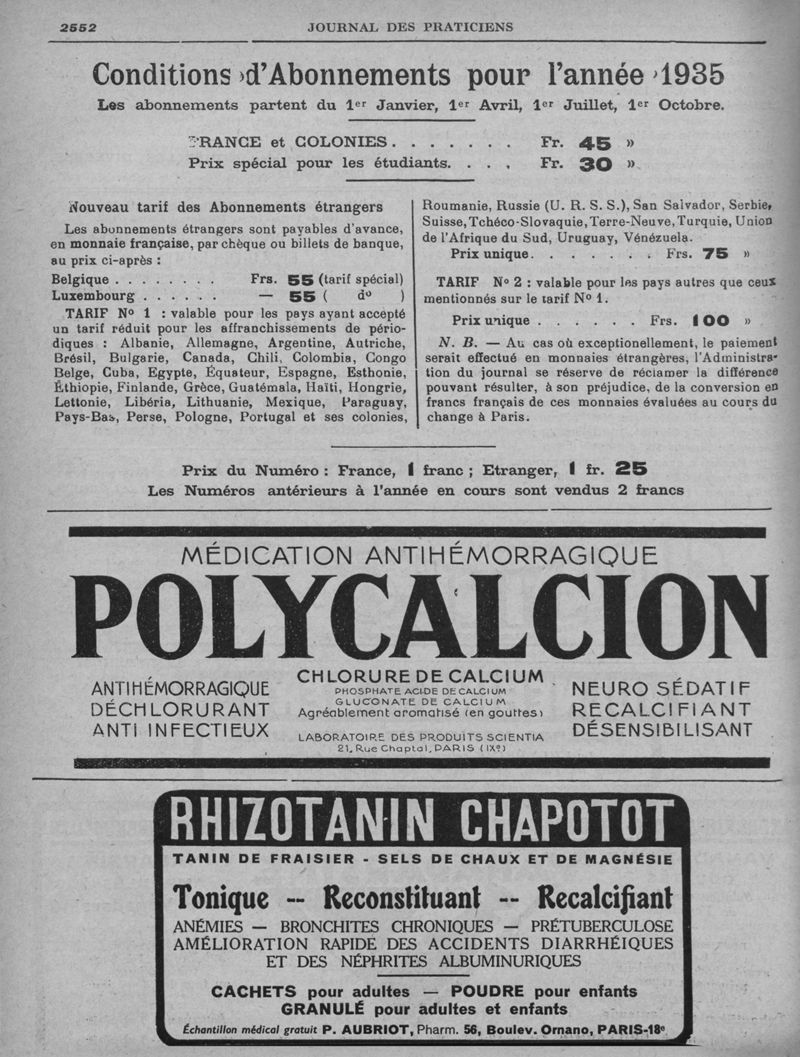 2552
JOURNAL DES PRATICIENS
Conditions d'Abonnements pour l'année 1935
Les abonnements partent du 1er Janvier, 1er Avril, 1er Juillet, 1er Octobre.
FRANCE et COLONIES. . . . . . . Fr. 45 »
Prix spécial pour les étudiants. . . . Fr. 30 »
Nouveau tarif des Abonnements étrangers
Les abonnements étrangers sont payables d'avance,
en monnaie française, par chèque ou billets de banque,
au prix ci-après :
Belgique . . . . . . . . Frs. 55 (tarif spécial)
Luxembourg . . . . . . — 55 ( do )
TARIF No 1 : valable pour les pays ayant accepté
un tarif réduit pour les affranchissements de pério-
diques : Albanie, Allemagne, Argentine, Autriche,
Brésil, Bulgarie, Canada, Chili, Colombia, Congo
Belge, Cuba, Egypte, Équateur, Espagne, Esthonie,
Éthiopie, Finlande, Grèce, Guatémala, Haïti, Hongrie,
Lettonie, Libéria, Lithuanie, Mexique, Paraguay,
Pays-Bas, Perse, Pologne, Portugal et ses colonies,
Roumanie, Russie (U. R. S. S.), San Salvador, Serbie,
Suisse, Tchéco-Slovaquie, Terre-Neuve, Turquie, Union
de l'Afrique du Sud, Uruguay, Vénézuela.
Prix unique. . . . . . . Frs. 75 »
TARIF No 2 : valable pour les pays autres que ceux
mentionnés sur le tarif No 1.
Prix unique . . . . . . Frs. 100 »
N. B. — Au cas où exceptionellement, le paiement
serait effectué en monnaies étrangères, l'Administra-
tion du journal se réserve de réclamer la différence
pouvant résulter, à son préjudice, de la conversion en
francs français de ces monnaies évaluées au cours du
change à Paris.
Prix du Numéro : France, 1 franc ; Etranger, 1 fr. 25
Les Numéros antérieurs à l'année en cours sont vendus 2 francs
MÉDICATION ANTIHÉMORRAGIQUE
POLYCALCION
ANTIHÉMORRAGIQUE
DÉCHLORURANT
ANTI INFECTIEUX
CHLORURE DE CALCIUM
PHOSPHATE ACIDE DE CALCIUM
GLUCONATE DE CALCIUM
Agréablement aromatisé (en gouttes)
LABORATOIRE DES PRODUITS SCIENTIA
21, Rue Chaptal, PARIS (IXe)
NEURO SÉDATIF
RECALCIFIANT
DÉSENSIBILISANT
RHIZOTANIN CHAPOTOT
TANIN DE FRAISIER - SELS DE CHAUX ET DE MAGNÉSIE
Tonique -- Reconstituant -- Recalcifiant
ANÉMIES — BRONCHITES CHRONIQUES — PRÉTUBERCULOSE
AMÉLIORATION RAPIDE DES ACCIDENTS DIARRHÉIQUES
ET DES NÉPHRITES ALBUMINURIQUES
CACHETS pour adultes — POUDRE pour enfants
GRANULÉ pour adultes et enfants
Échantillon médical gratuit P. AUBRIOT, Pharm. 56, Boulev. Ornano, PARIS-18e